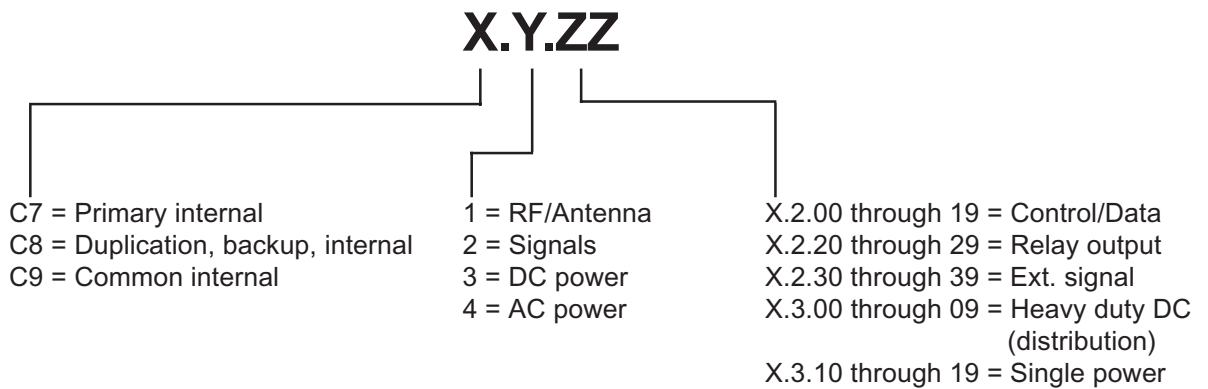 X.Y.ZZ
C7 = Primary internal
C8 = Duplication, backup, internal
C9 = Common internal
1 = RF/Antenna
2 = Signals
3 = DC power
4 = AC power
X.2.00 through 19 = Control/Data
X.2.20 through 29 = Relay output
X.2.30 through 39 = Ext. signal
X.3.00 through 09 = Heavy duty DC
(distribution)
X.3.10 through 19 = Single power